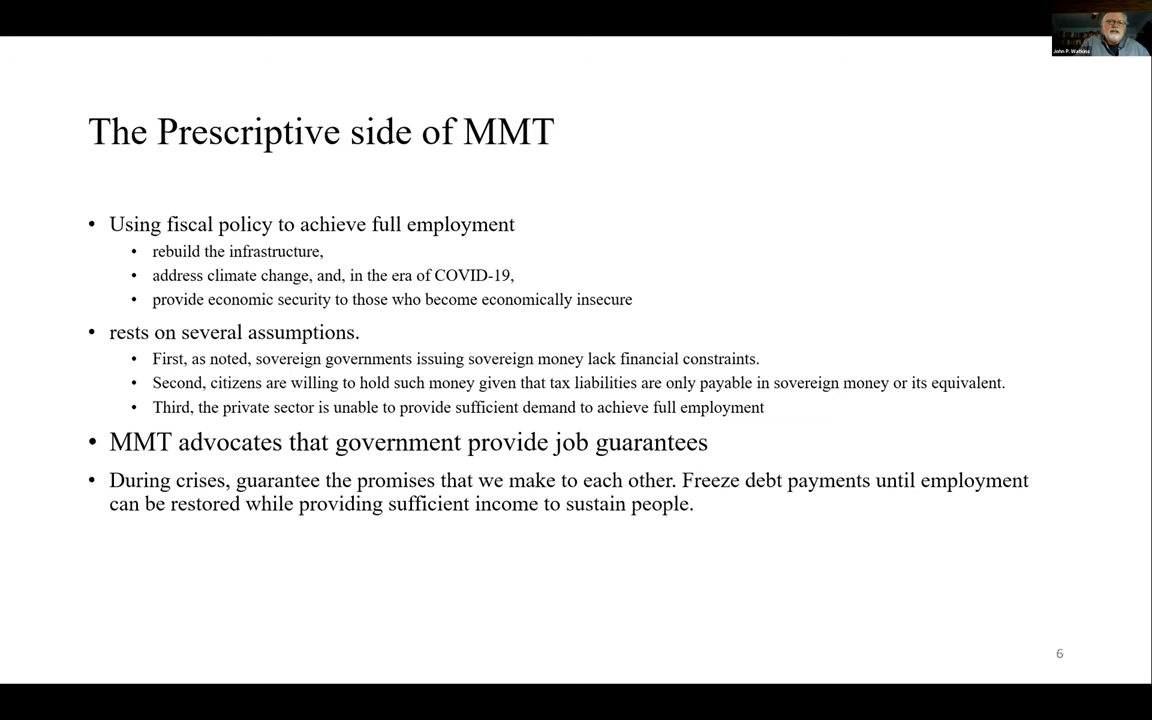 John P. Watkins
The Prescriptive side of MMT
• Using fiscal policy to achieve full employment
• rebuild the infrastructure,
• address climate change, and, in the era of COVID-19,
• provide economic security to those who become economically insecure
• rests on several assumptions.
• First, as noted, sovereign governments issuing sovereign money lack financial constraints.
• Second, citizens are willing to hold such money given that tax liabilities are only payable in sovereign money or its equivalent.
• Third, the private sector is unable to provide sufficient demand to achieve full employment
• MMT advocates that government provide job guarantees
• During crises, guarantee the promises that we make to each other. Freeze debt payments until employment
can be restored while providing sufficient income to sustain people.
6